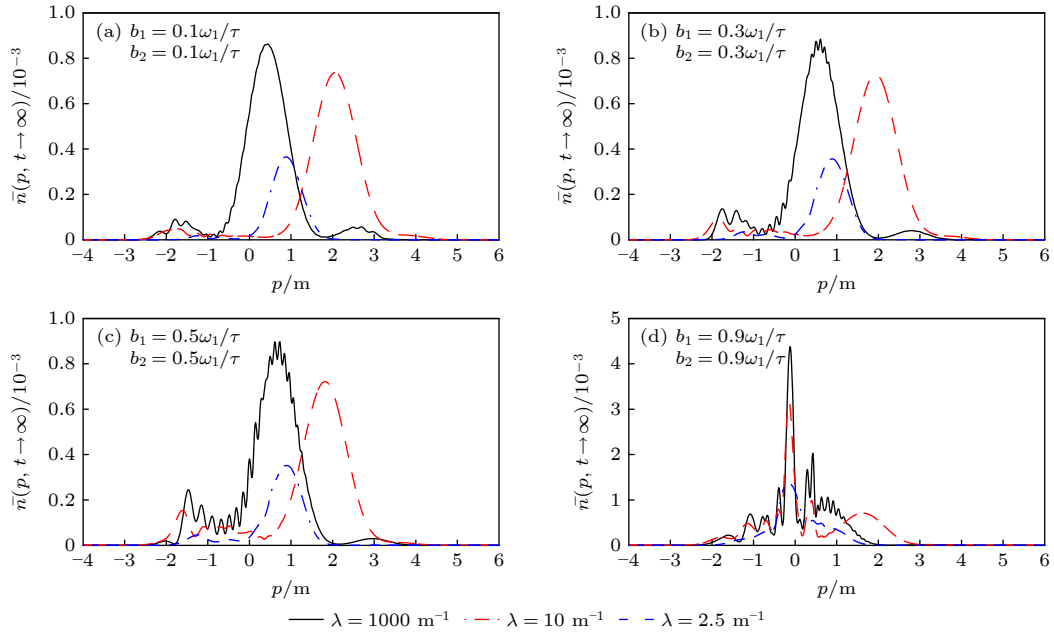 (a) b₁ = 0.1ω₁/τ
b₂ = 0.1ω₁/τ
n̄(p, t→∞)/10⁻³
1.0
0.8
0.6
0.4
0.2
0
−4 −3 −2 −1 0 1 2 3 4 5 6
p/m
(b) b₁ = 0.3ω₁/τ
b₂ = 0.3ω₁/τ
n̄(p, t→∞)/10⁻³
1.0
0.8
0.6
0.4
0.2
0
−4 −3 −2 −1 0 1 2 3 4 5 6
p/m
(c) b₁ = 0.5ω₁/τ
b₂ = 0.5ω₁/τ
n̄(p, t→∞)/10⁻³
1.0
0.8
0.6
0.4
0.2
0
−4 −3 −2 −1 0 1 2 3 4 5 6
p/m
(d) b₁ = 0.9ω₁/τ
b₂ = 0.9ω₁/τ
n̄(p, t→∞)/10⁻³
5
4
3
2
1
0
−4 −3 −2 −1 0 1 2 3 4 5 6
p/m
λ = 1000 m⁻¹ λ = 10 m⁻¹ λ = 2.5 m⁻¹